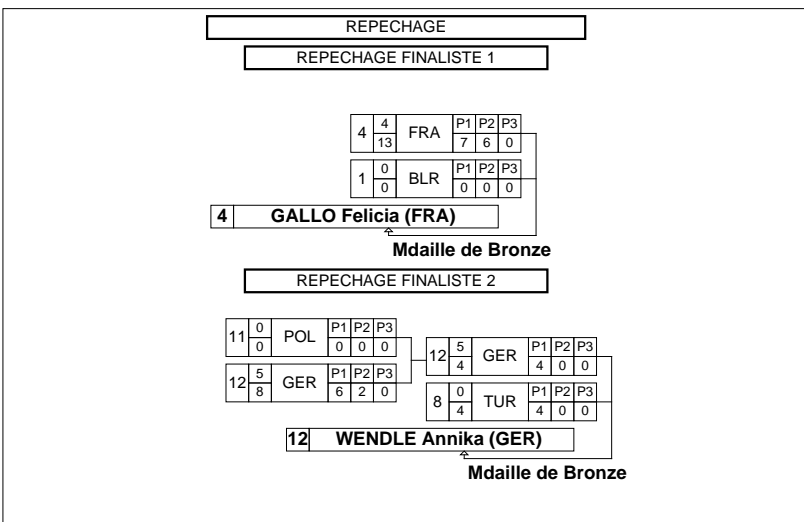 REPECHAGE
REPECHAGE FINALISTE 1
4 4 FRA P1 P2 P3
13 7 6 0
1 0 BLR P1 P2 P3
0 0 0 0
4 GALLO Felicia (FRA)
Mdaille de Bronze
REPECHAGE FINALISTE 2
11 0 POL P1 P2 P3
0 0 0 0
12 5 GER P1 P2 P3
8 6 2 0
12 5 GER P1 P2 P3
4 4 0 0
8 0 TUR P1 P2 P3
4 4 0 0
12 WENDLE Annika (GER)
Mdaille de Bronze